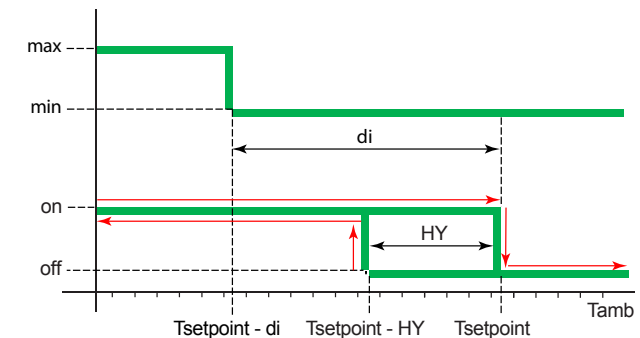 max
min
di
on
HY
off
Tamb
Tsetpoint - di Tsetpoint - HY Tsetpoint